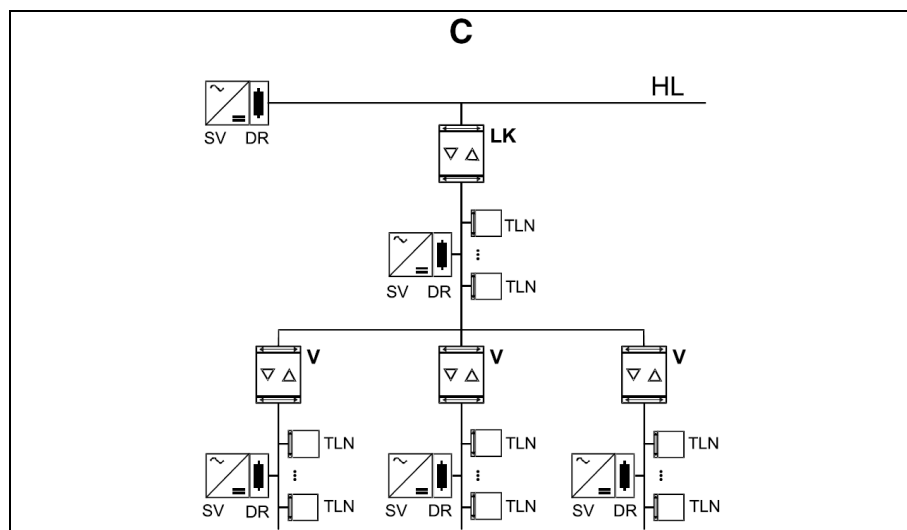 C
HL
SV DR
LK
TLN
SV DR
TLN
V V V
TLN TLN TLN
SV DR SV DR SV DR
TLN TLN TLN